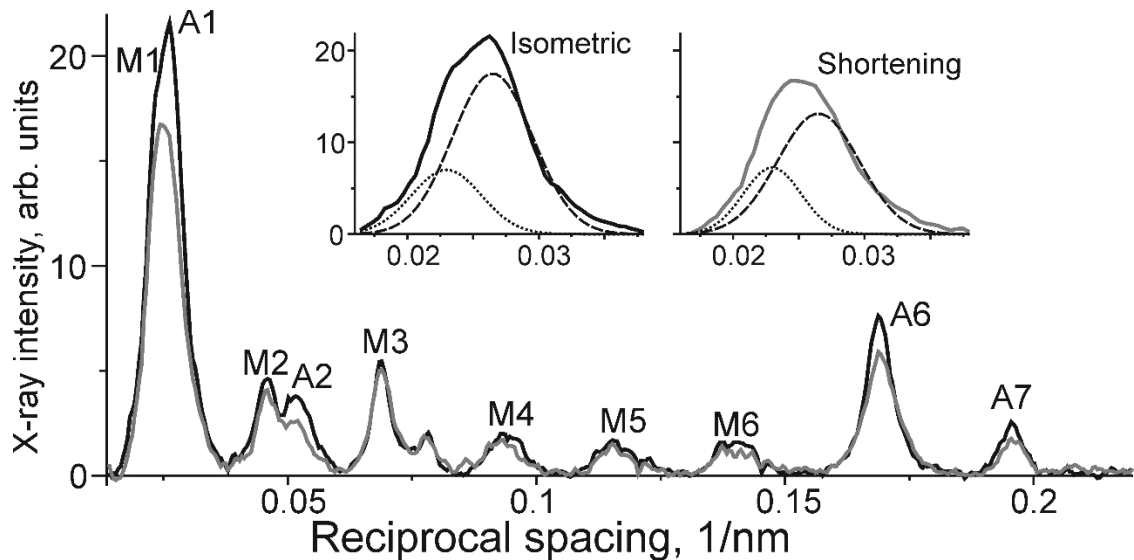 A1
M1
20
10
0
X-ray intensity, arb. units
Isometric
20
10
0
0.02 0.03
Shortening
0.02 0.03
M2
A2
M3
M4
M5
M6
A6
A7
0.05 0.1 0.15 0.2
Reciprocal spacing, 1/nm